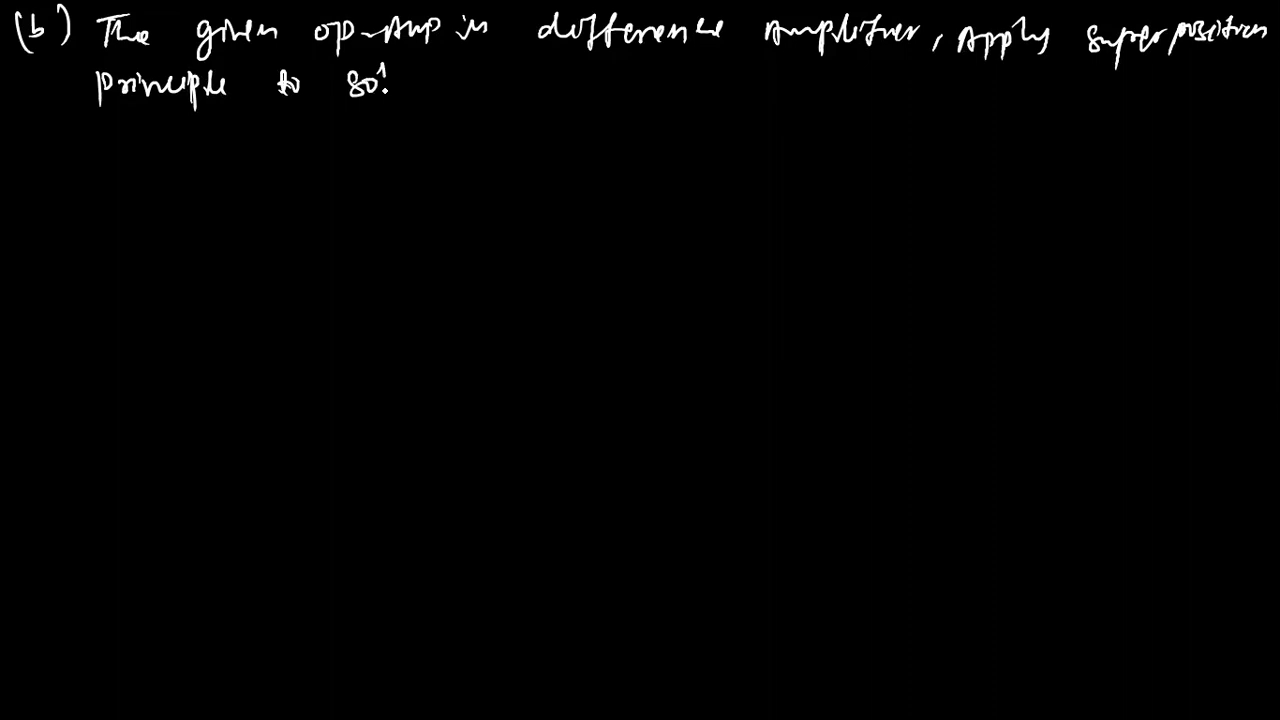 (b) The given op-Amp is difference Amplifier, Apply superposition
principle to sol